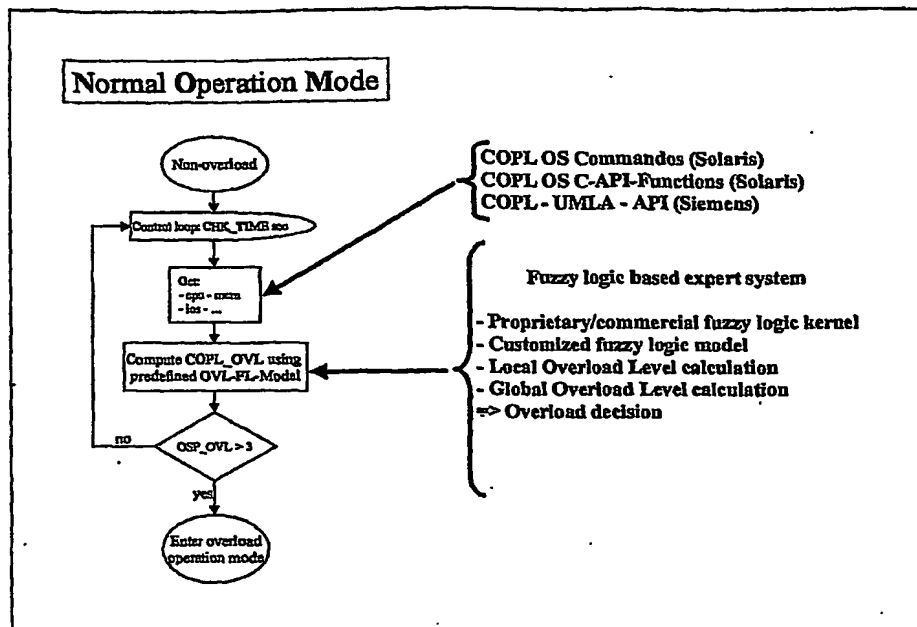 Normal Operation Mode
Non-overload
Control loop: CHK_TIME sec
Get:
- cpu - mem
- ios - ...
Compute COPL_OVL using
predefined OVL-FL-Model
OSP_OVL > 3
no
yes
Enter overload
operation mode
COPL OS Commandos (Solaris)
COPL OS C-API-Functions (Solaris)
COPL - UMLA - API (Siemens)
Fuzzy logic based expert system
- Proprietary/commercial fuzzy logic kernel
- Customized fuzzy logic model
- Local Overload Level calculation
- Global Overload Level calculation
=> Overload decision